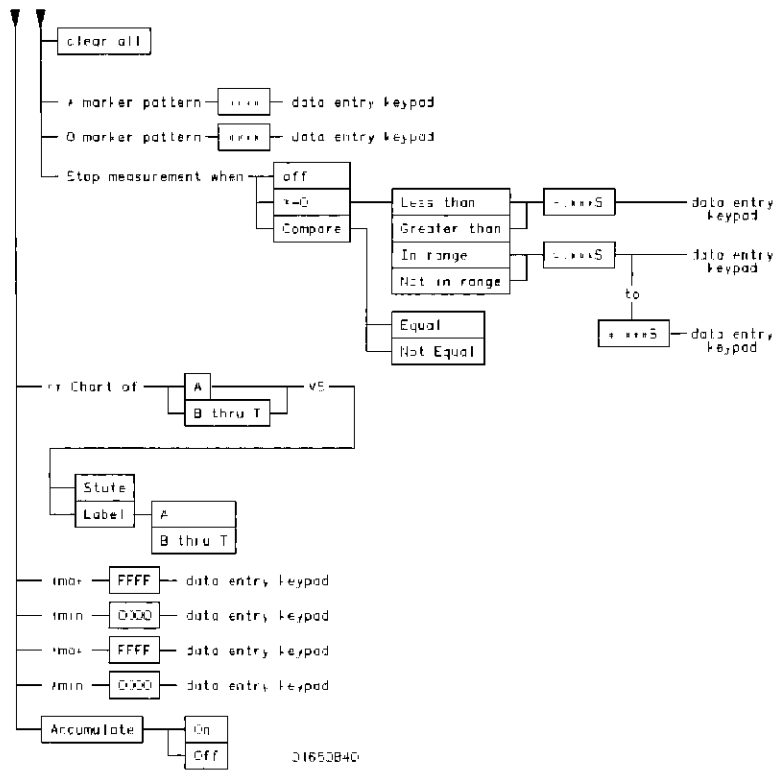 clear all
marker pattern data entry keypad
O marker pattern data entry keypad
Stop measurement when
off
Compare
Less than
Greater than
In range
Not in range
data entry
keypad
data entry
keypad
to
data entry
keypad
Equal
Not Equal
Chart of
A
B thru T
VS
State
Label
A
B thru T
FFFF data entry keypad
0000 data entry keypad
FFFF data entry keypad
0000 data entry keypad
Accumulate
On
Off
01650B40